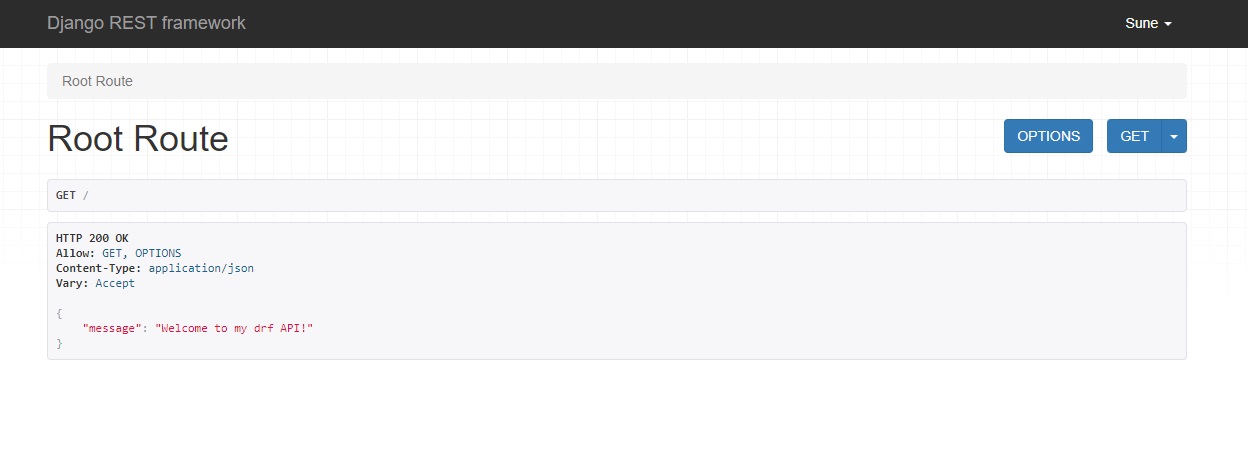 Django REST framework
Sune
Root Route
Root Route
OPTIONS
GET
GET /
HTTP 200 OK
Allow: GET, OPTIONS
Content-Type: application/json
Vary: Accept
{
    "message": "Welcome to my drf API!"
}